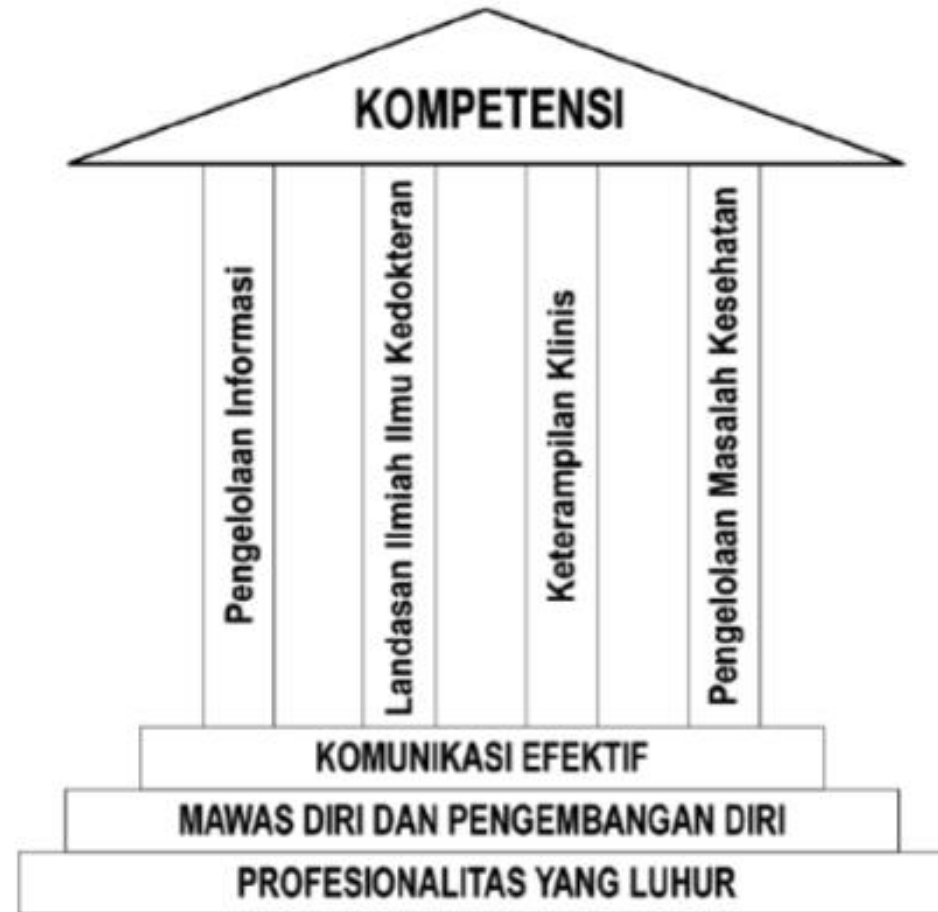 KOMPETENSI
Pengelolaan Informasi
Landasan Ilmiah Ilmu Kedokteran
Keterampilan Klinis
Pengelolaan Masalah Kesehatan
KOMUNIKASI EFEKTIF
MAWAS DIRI DAN PENGEMBANGAN DIRI
PROFESIONALITAS YANG LUHUR